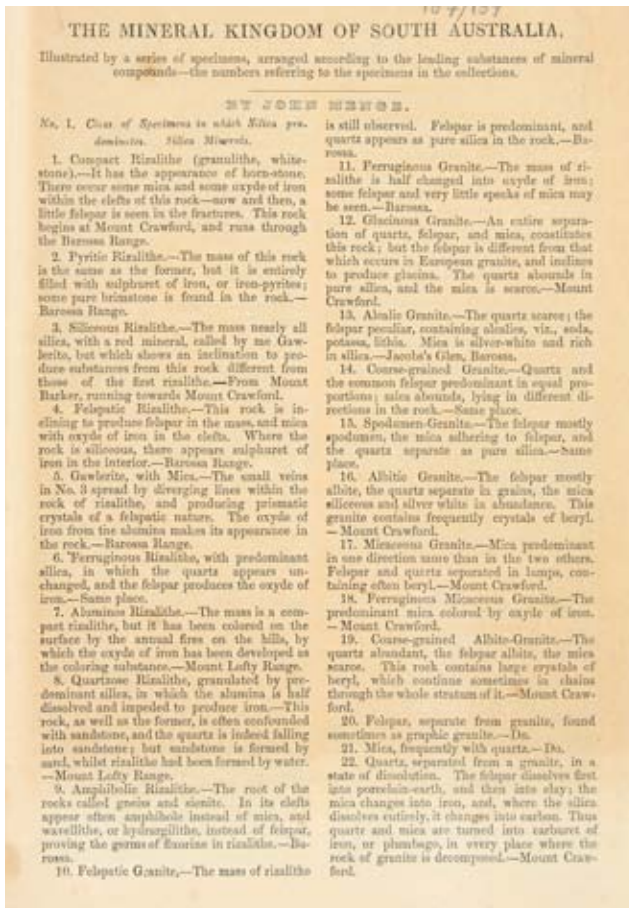 THE MINERAL KINGDOM OF SOUTH AUSTRALIA,
Illustrated by a series of specimens, arranged according to the leading substances of mineral
compounds—the numbers referring to the specimens in the collections.
BY JOHN MENGE.
No. 1. Class of Specimens in which Silica pre-
dominates. Silica Minerals.
1. Compact Rizalithe (granulithe, white-
stone).—It has the appearance of horn-stone.
There occur some mica and some oxyde of iron
within the clefts of this rock—now and then, a
little felspar is seen in the fractures. This rock
begins at Mount Crawford, and runs through
the Barossa Range.
2. Pyritic Rizalithe.—The mass of this rock
is the same as the former, but it is entirely
filled with sulphuret of iron, or iron-pyrites;
some pure brimstone is found in the rock.—
Barossa Range.
3. Siliceous Rizalithe.—The mass nearly all
silica, with a red mineral, called by me Gaw-
lerite, but which shows an inclination to pro-
duce substances from this rock different from
those of the first rizalithe.—From Mount
Barker, running towards Mount Crawford.
4. Felspatic Rizalithe.—This rock is in-
clining to produce felspar in the mass, and mica
with oxyde of iron in the clefts. Where the
rock is siliceous, there appears sulphuret of
iron in the interior.—Barossa Range.
5. Gawlerite, with Mica.—The small veins
in No. 3 spread by diverging lines within the
rock of rizalithe, and producing prismatic
crystals of a felspatic nature. The oxyde of
iron from the alumina makes its appearance in
the rock.—Barossa Range.
6. Ferruginous Rizalithe, with predominant
silica, in which the quartz appears un-
changed, and the felspar produces the oxyde of
iron.—Same place.
7. Aluminous Rizalithe.—The mass is a com-
pact rizalithe, but it has been colored on the
surface by the annual fires on the hills, by
which the oxyde of iron has been developed as
the coloring substance.—Mount Lofty Range.
8. Quartzose Rizalithe, granulated by pre-
dominant silica, in which the alumina is half
dissolved and impeded to produce iron.—This
rock, as well as the former, is often confounded
with sandstone, and the quartz is indeed falling
into sandstone; but sandstone is formed by
sand, whilst rizalithe had been formed by water.
—Mount Lofty Range.
9. Amphibolic Rizalithe.—The root of the
rocks called gneiss and sienite. In its clefts
appear often amphibole instead of mica, and
wavellithe, or hydrargilithe, instead of felspar,
proving the germs of fluorine in rizalithe.—Ba-
rossa.
10. Felspatic Granite.—The mass of rizalithe
is still observed. Felspar is predominant, and
quartz appears as pure silica in the rock.—Ba-
rossa.
11. Ferruginous Granite.—The mass of ri-
zalithe is half changed into oxyde of iron;
some felspar and very little specks of mica may
be seen.—Barossa.
12. Glucinous Granite.—An entire separa-
tion of quartz, felspar, and mica, constitutes
this rock; but the felspar is different from that
which occurs in European granite, and inclines
to produce glucina. The quartz abounds in
pure silica, and the mica is scarce.—Mount
Crawford.
13. Alcalic Granite.—The quartz scarce; the
felspar peculiar, containing alcalies, viz., soda,
potassa, lithia. Mica is silver-white and rich
in silica.—Jacob's Glen, Barossa.
14. Coarse-grained Granite.—Quartz and
the common felspar predominant in equal pro-
portions; mica abounds, lying in different di-
rections in the rock.—Same place.
15. Spodumen-Granite.—The felspar mostly
spodumen, the mica adhering to felspar, and
the quartz separate as pure silica.—Same
place.
16. Albitic Granite.—The felspar mostly
albite, the quartz separate in grains, the mica
siliceous and silver white in abundance. This
granite contains frequently crystals of beryl.
—Mount Crawford.
17. Micaceous Granite.—Mica predominant
in one direction more than in the two others.
Felspar and quartz separated in lumps, con-
taining often beryl.—Mount Crawford.
18. Ferruginous Micaceous Granite.—The
predominant mica colored by oxyde of iron.
—Mount Crawford.
19. Coarse-grained Albite-Granite.—The
quartz abundant, the felspar albite, the mica
scarce. This rock contains large crystals of
beryl, which continue sometimes in chains
through the whole stratum of it.—Mount Craw-
ford.
20. Felspar, separate from granite, found
sometimes as graphic granite.—Do.
21. Mica, frequently with quartz.—Do.
22. Quartz, separated from a granite, in a
state of dissolution. The felspar dissolves first
into porcelain-earth, and then into clay; the
mica changes into iron, and, where the silica
dissolves entirely, it changes into carbon. Thus
quartz and mica are turned into carburet of
iron, or plumbago, in every place where the
rock of granite is decomposed.—Mount Craw-
ford.